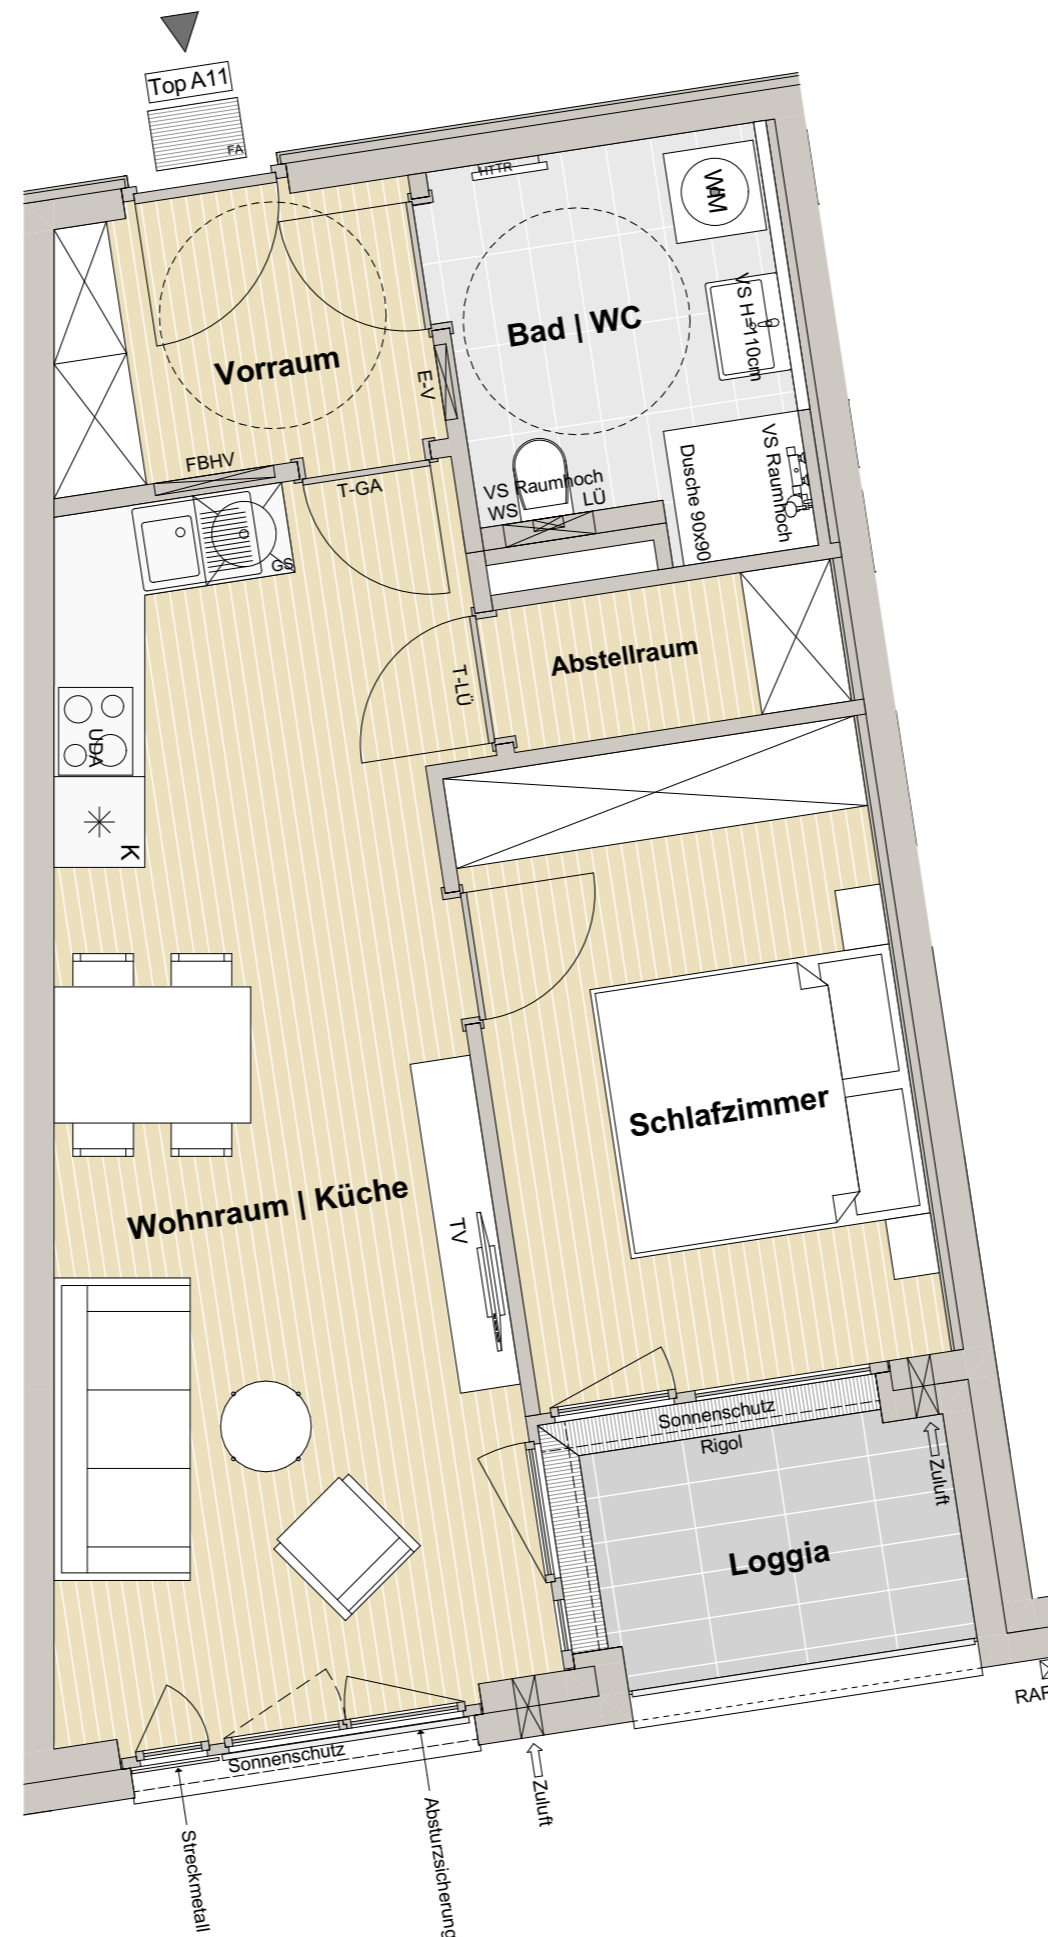 Top A11
FA
HTTR
WM
VS H=110cm
Bad | WC
Vorraum
E-V
FBHV
T-GA
VS Raumhoch
WS
LÜ
Dusche 90x90
VS Raumhoch
GS
Abstellraum
T-LÜ
UDA
K
Schlafzimmer
Wohnraum | Küche
TV
Sonnenschutz
Rigol
Zuluft
Loggia
RAR
Sonnenschutz
Zuluft
Absturzsicherung
Streckmetall